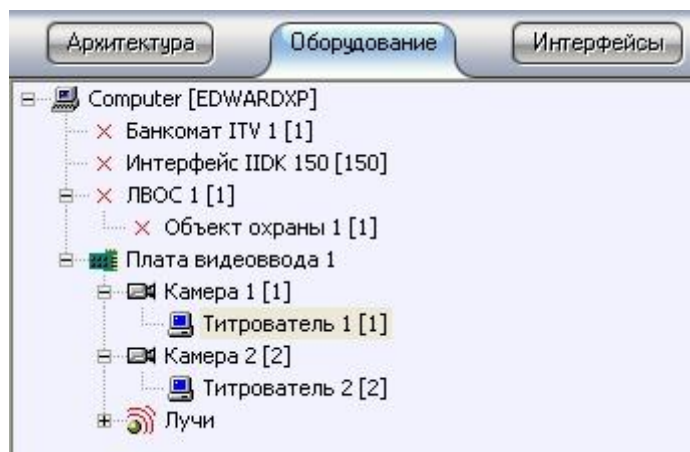 Архитектура Оборудование Интерфейсы
Computer [EDWARDXP]
Банкомат ITV 1 [1]
Интерфейс IIDK 150 [150]
ЛВОС 1 [1]
Объект охраны 1 [1]
Плата видеоввода 1
Камера 1 [1]
Титрователь 1 [1]
Камера 2 [2]
Титрователь 2 [2]
Лучи